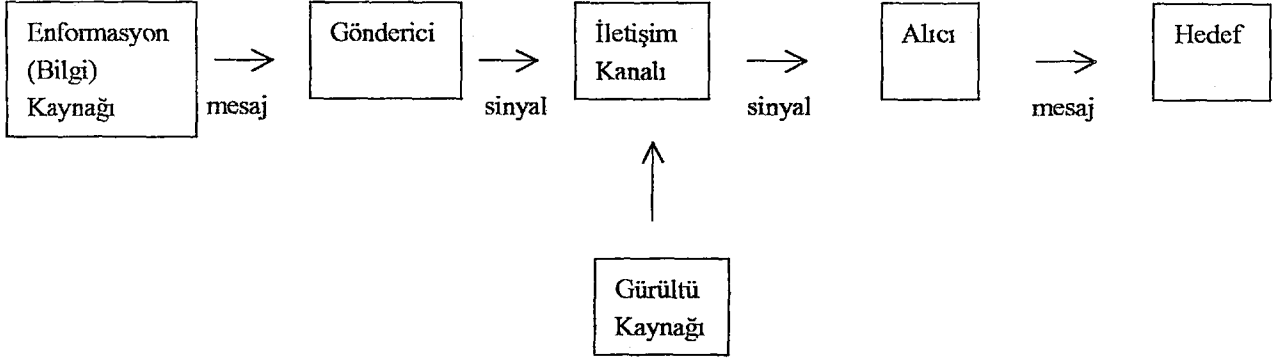 Enformasyon
(Bilgi)
Kaynağı
mesaj
Gönderici
sinyal
İletişim
Kanalı
sinyal
Alıcı
mesaj
Hedef
Gürültü
Kaynağı